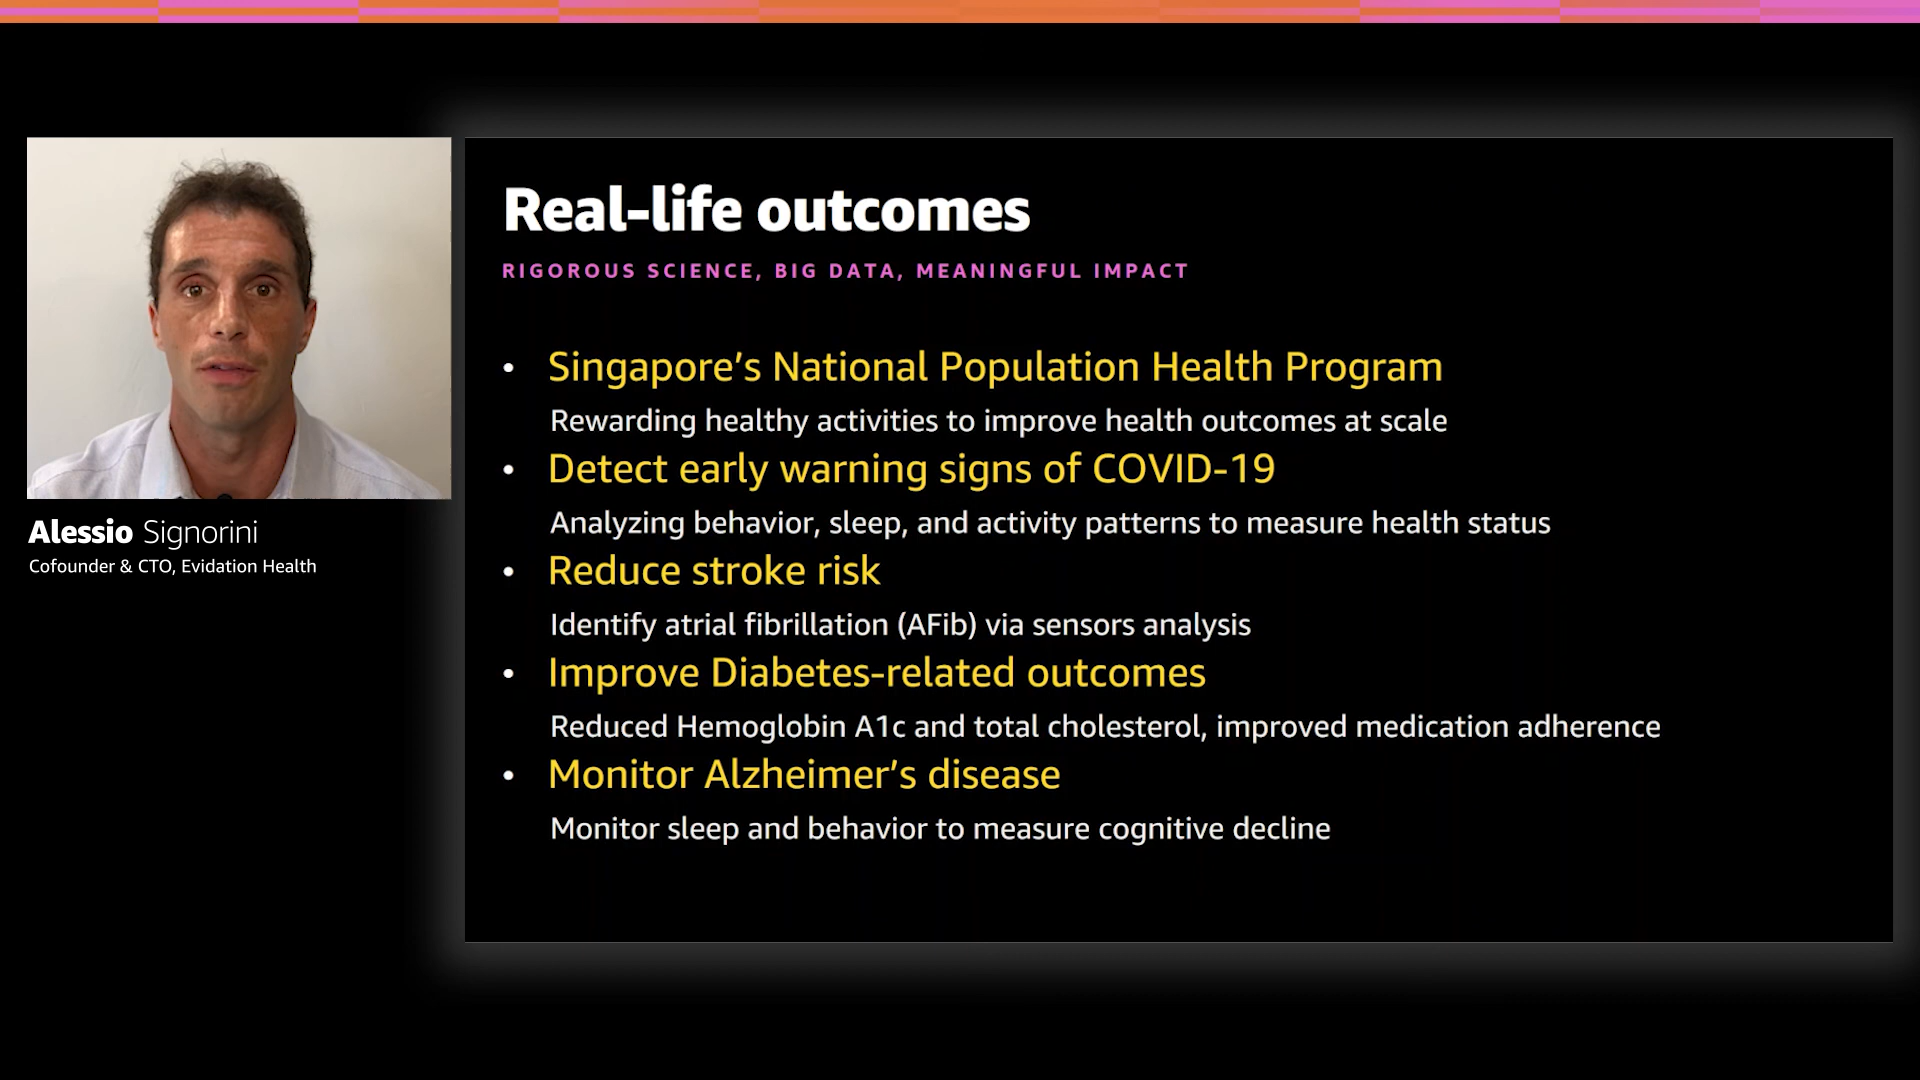 Real-life outcomes
RIGOROUS SCIENCE, BIG DATA, MEANINGFUL IMPACT
• Singapore’s National Population Health Program
Rewarding healthy activities to improve health outcomes at scale
• Detect early warning signs of COVID-19
Analyzing behavior, sleep, and activity patterns to measure health status
• Reduce stroke risk
Identify atrial fibrillation (AFib) via sensors analysis
• Improve Diabetes-related outcomes
Reduced Hemoglobin A1c and total cholesterol, improved medication adherence
• Monitor Alzheimer’s disease
Monitor sleep and behavior to measure cognitive decline
Alessio Signorini
Cofounder & CTO, Evidation Health